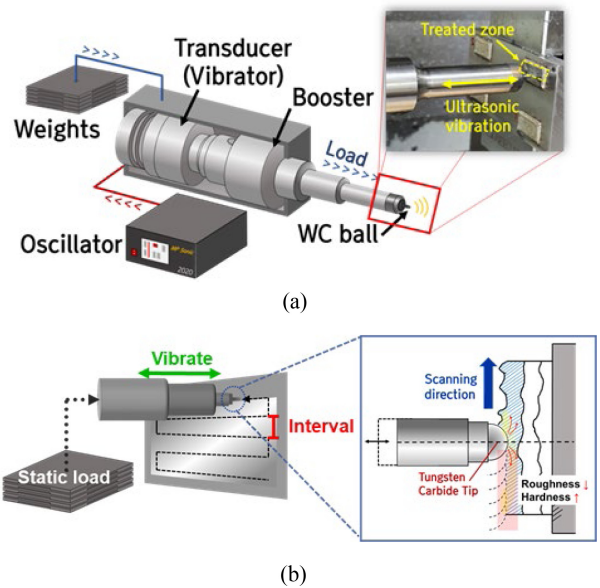 Transducer
(Vibrator)
Booster
Weights
Load
WC ball
Oscillator
2020
Treated zone
Ultrasonic
vibration
(a)
Vibrate
Interval
Static load
Scanning
direction
Tungsten
Carbide Tip
Roughness ↓
Hardness ↑
(b)